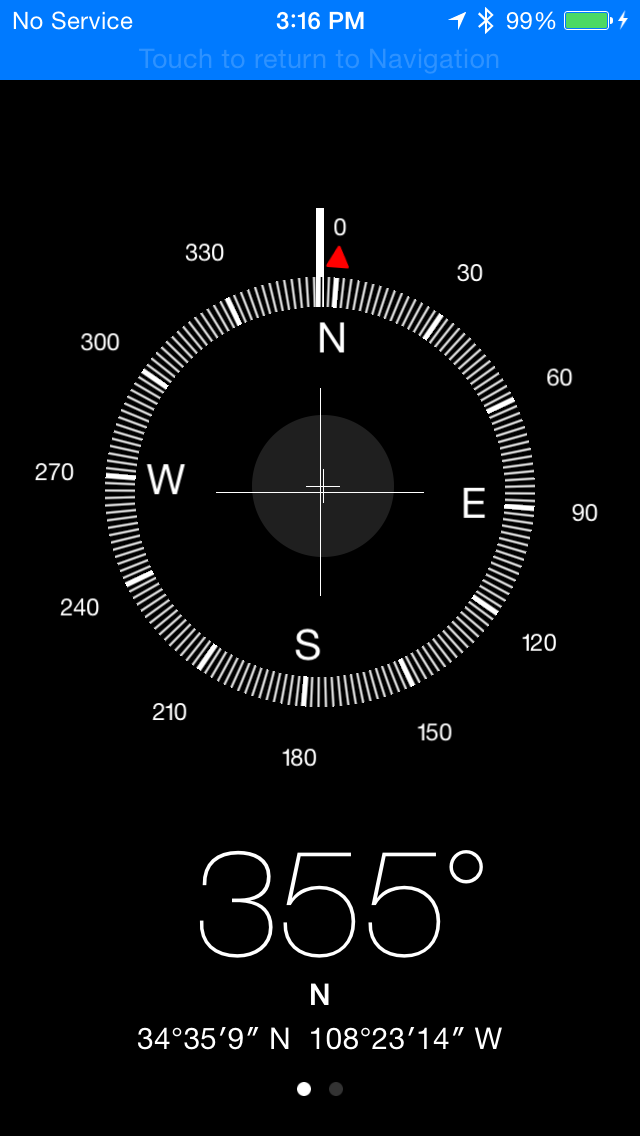 No Service 3:16 PM 99%
Touch to return to Navigation
0
330 30
N
300 60
270 W E 90
240 120
S
210 150
180
355°
N
34°35′9″ N 108°23′14″ W